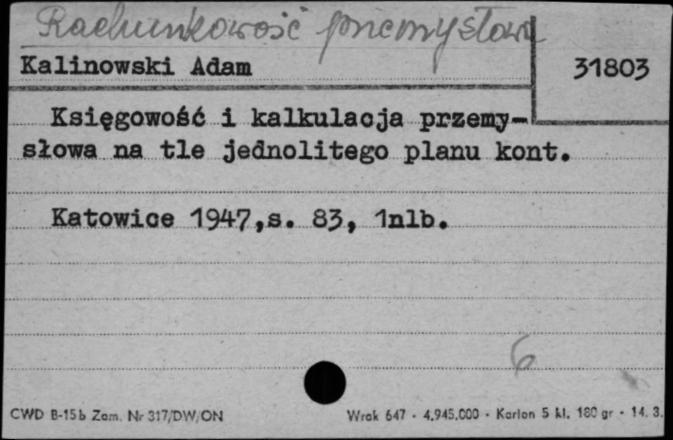 Rachunkowość przemysłowa
Kalinowski Adam
31803
Księgowość i kalkulacja przemy-
słowa na tle jednolitego planu kont.
Katowice 1947,s. 83, 1nlb.
6
CWD B-15b Zam. Nr 317/DW/ON
Wrak 647 - 4.945.000 - Karton 5 kl. 180 gr - 14. 3.